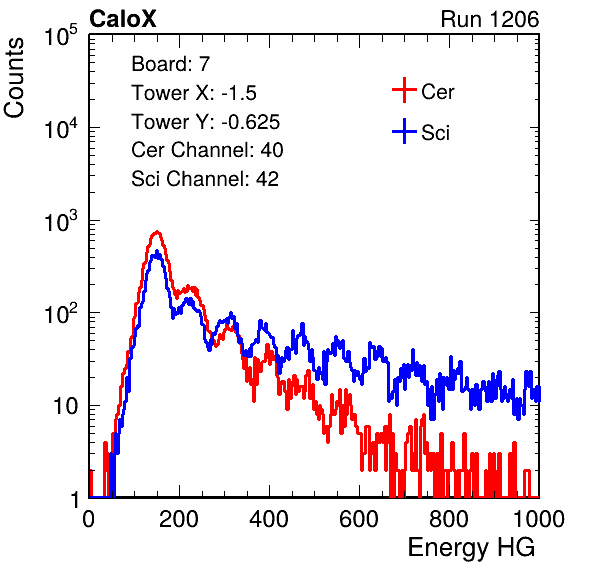 CaloX Run 1206
Counts
10^5
10^4
10^3
10^2
10
1
Board: 7
Tower X: -1.5
Tower Y: -0.625
Cer Channel: 40
Sci Channel: 42
Cer
Sci
0 200 400 600 800 1000
Energy HG